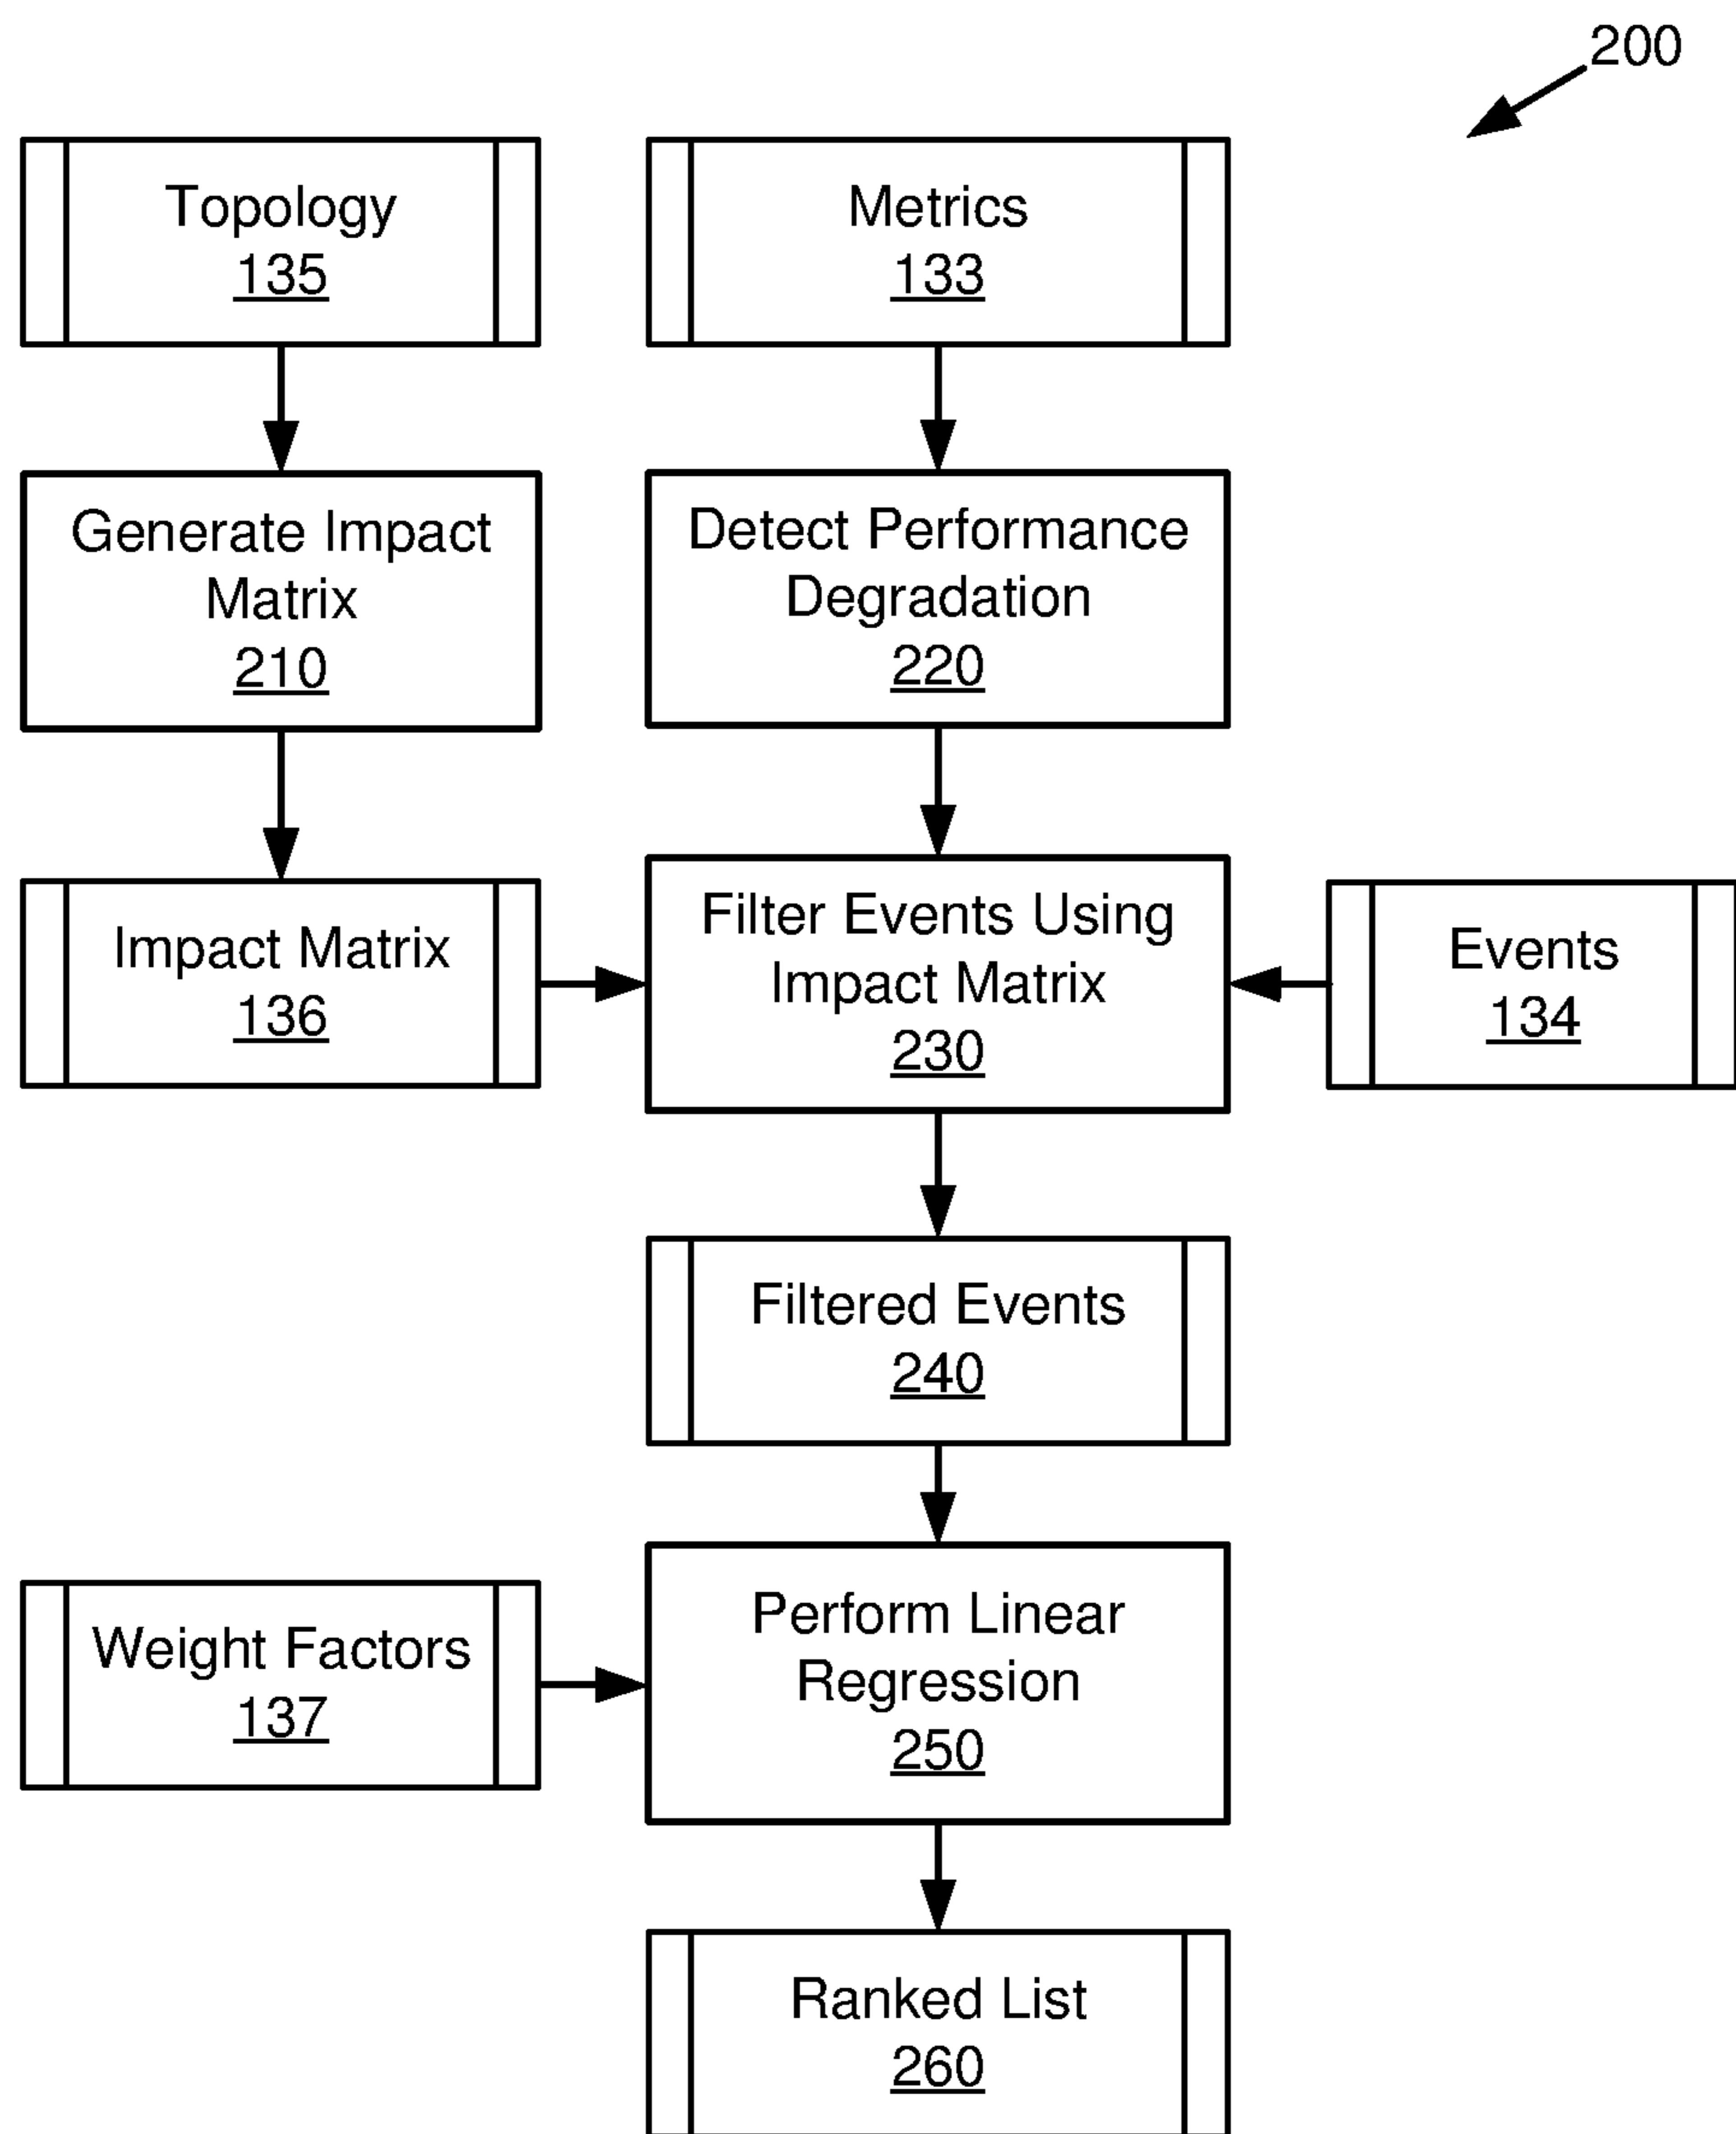 200
Topology
135
Metrics
133
Generate Impact
Matrix
210
Detect Performance
Degradation
220
Impact Matrix
136
Filter Events Using
Impact Matrix
230
Events
134
Filtered Events
240
Weight Factors
137
Perform Linear
Regression
250
Ranked List
260